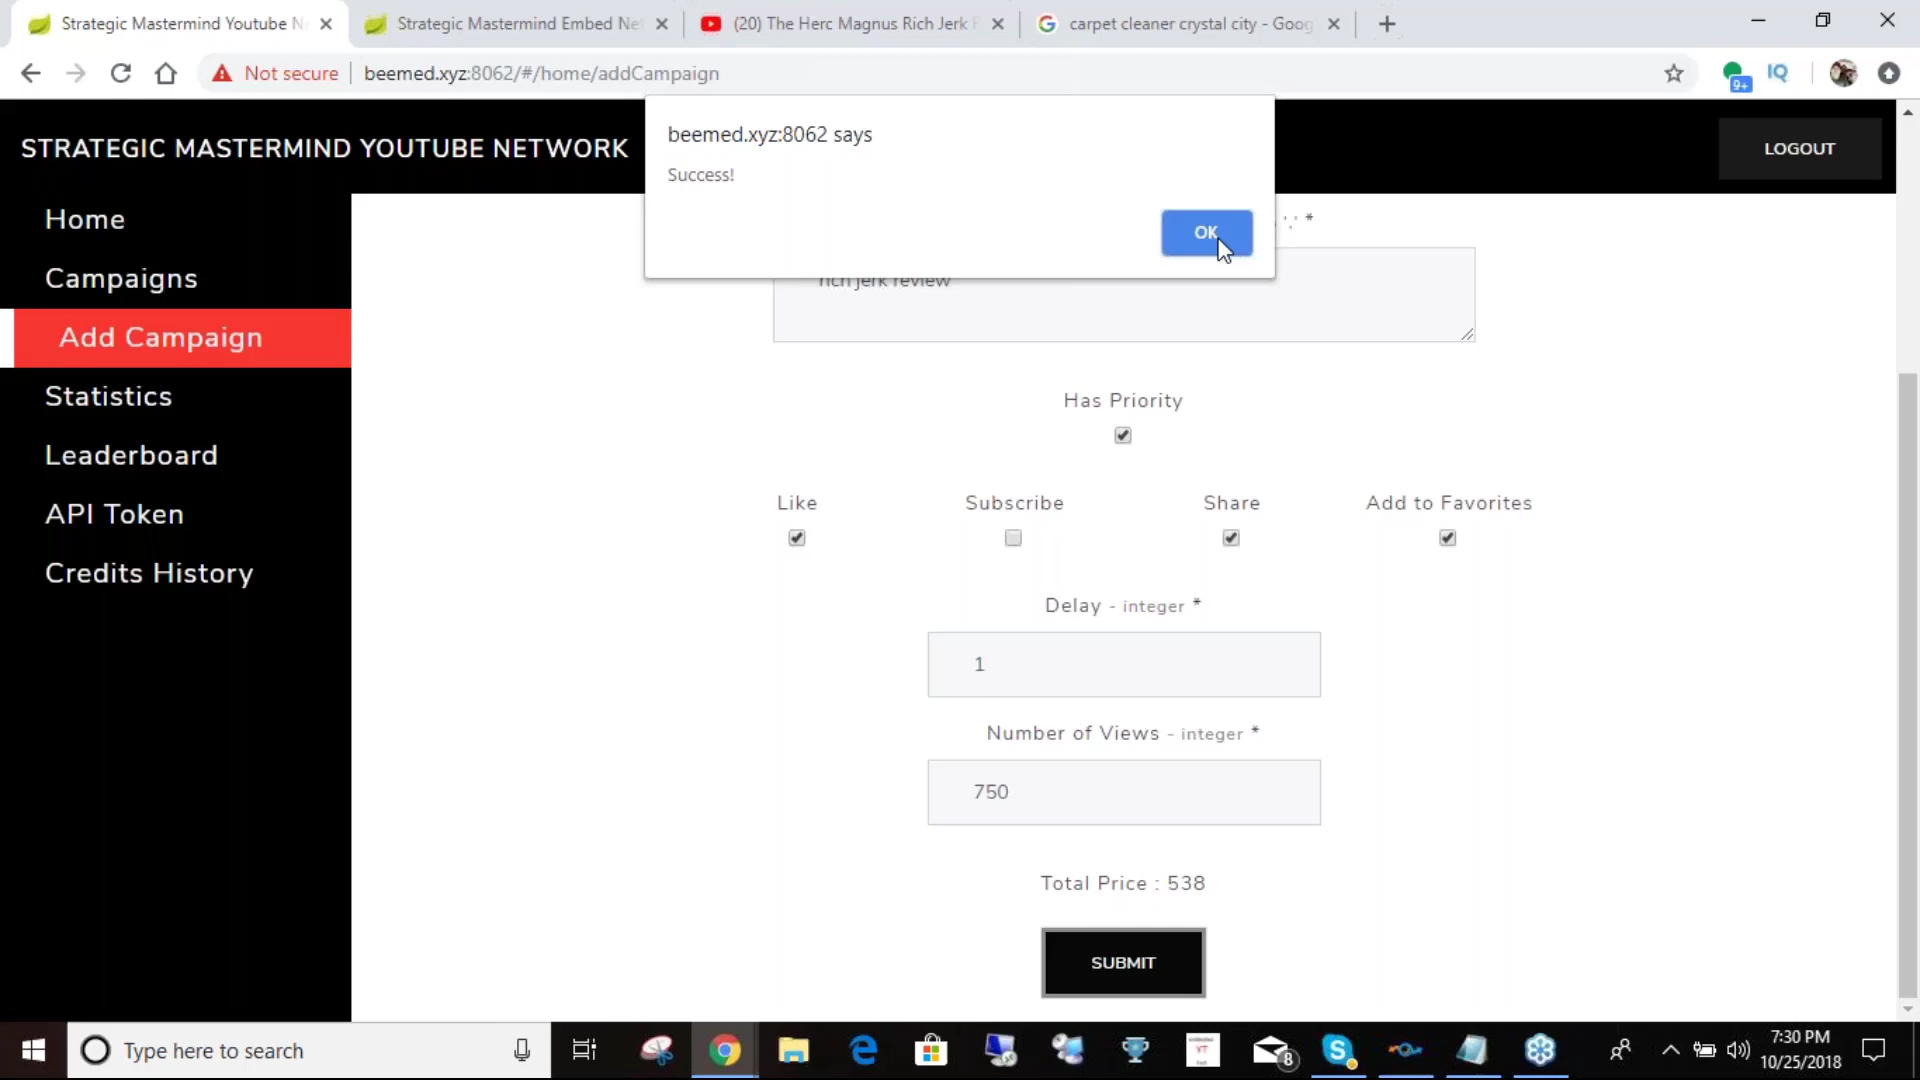 Strategic Mastermind Youtube Ne
Strategic Mastermind Embed Net
(20) The Herc Magnus Rich Jerk
carpet cleaner crystal city - Goog
Not secure
beemed.xyz:8062/#/home/addCampaign
IQ
9+
STRATEGIC MASTERMIND YOUTUBE NETWORK
LOGOUT
beemed.xyz:8062 says
Success!
OK
Home
Campaigns
Add Campaign
Statistics
Leaderboard
API Token
Credits History
',' *
rich jerk review
Has Priority
Like
Subscribe
Share
Add to Favorites
Delay - integer *
1
Number of Views - integer *
750
Total Price : 538
SUBMIT
Type here to search
YT
8
7:30 PM
10/25/2018